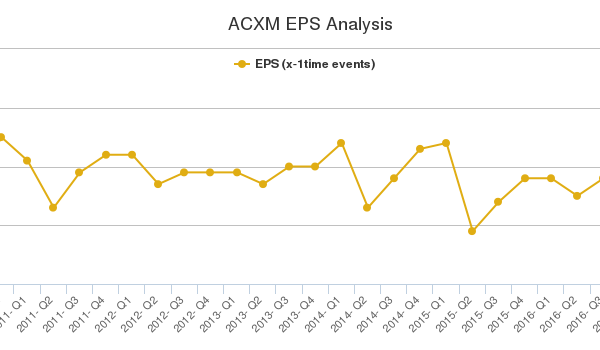 ACXM EPS Analysis
EPS (x-1time events)
2011- Q2
2011- Q3
2011- Q4
2012- Q1
2012- Q2
2012- Q3
2012- Q4
2013- Q1
2013- Q2
2013- Q3
2013- Q4
2014- Q1
2014- Q2
2014- Q3
2014- Q4
2015- Q1
2015- Q2
2015- Q3
2015- Q4
2016- Q1
2016- Q2
2016- Q3